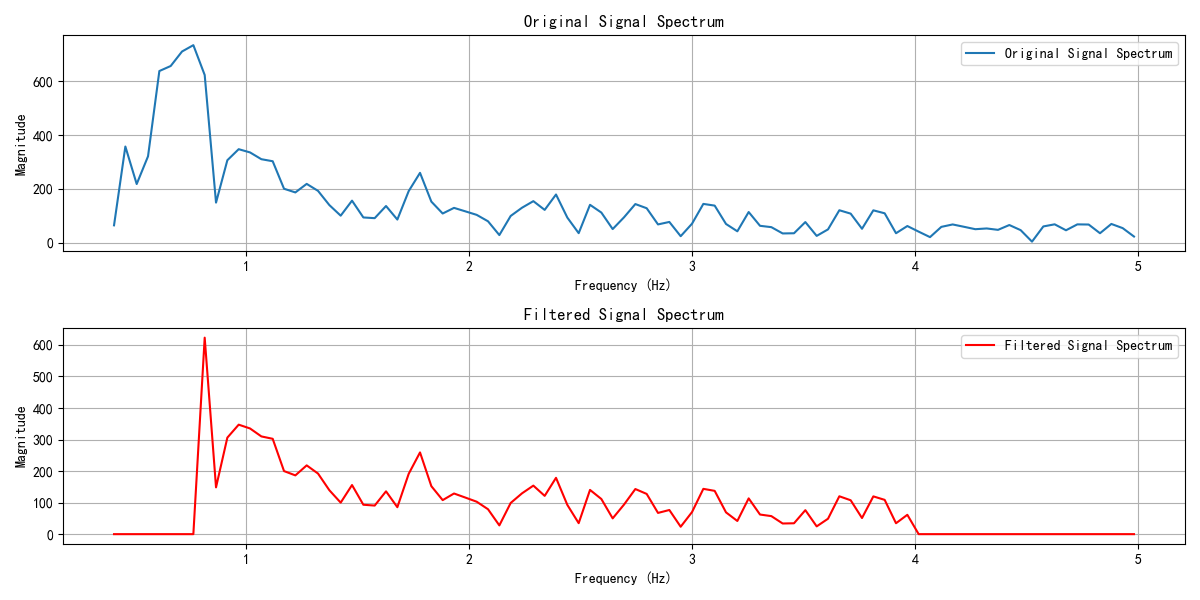 Original Signal Spectrum
Original Signal Spectrum
600
400
200
0
Magnitude
1 2 3 4 5
Frequency (Hz)
Filtered Signal Spectrum
Filtered Signal Spectrum
600
500
400
300
200
100
0
Magnitude
1 2 3 4 5
Frequency (Hz)